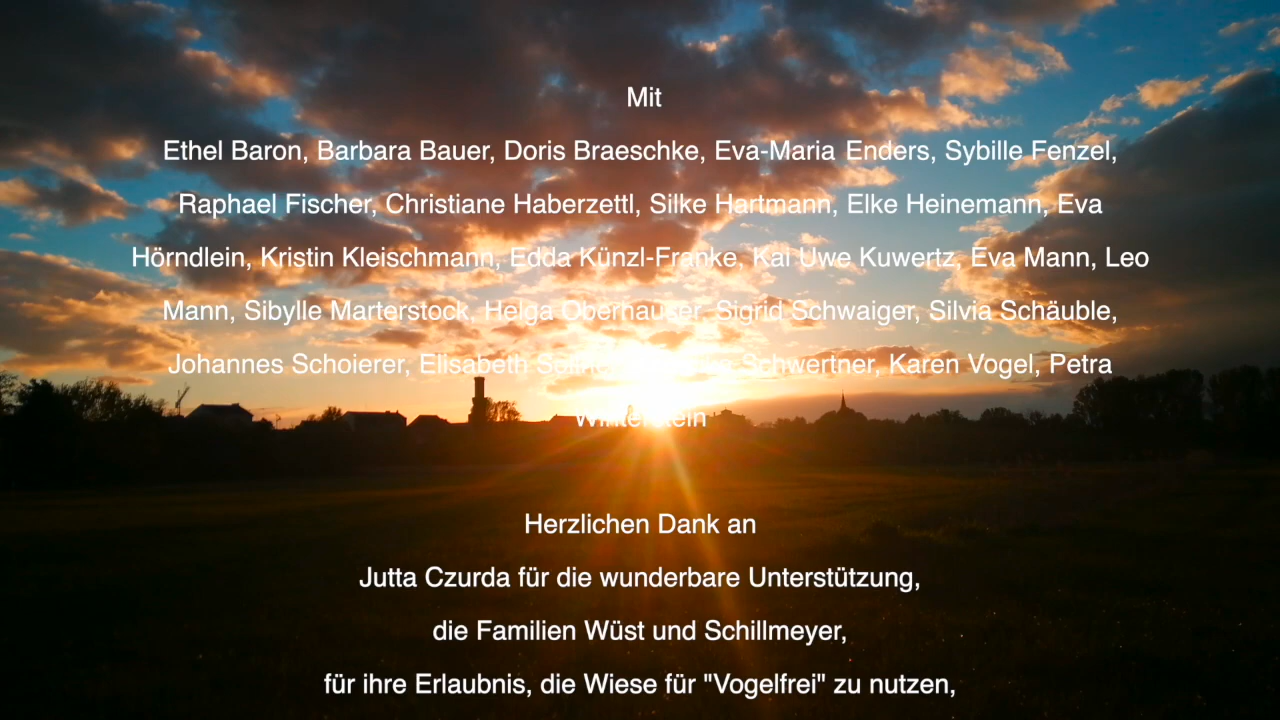 Mit
Ethel Baron, Barbara Bauer, Doris Braeschke, Eva-Maria Enders, Sybille Fenzel,
Raphael Fischer, Christiane Haberzettl, Silke Hartmann, Elke Heinemann, Eva
Hörndlein, Kristin Kleischmann, Edda Künzl-Franke, Kai Uwe Kuwertz, Eva Mann, Leo
Mann, Sibylle Marterstock, Helga Oberhauser, Sigrid Schwaiger, Silvia Schäuble,
Johannes Schoierer, Elisabeth Schwertner, Karen Vogel, Petra
Winterstein
Herzlichen Dank an
Jutta Czurda für die wunderbare Unterstützung,
die Familien Wüst und Schillmeyer,
für ihre Erlaubnis, die Wiese für "Vogelfrei" zu nutzen,